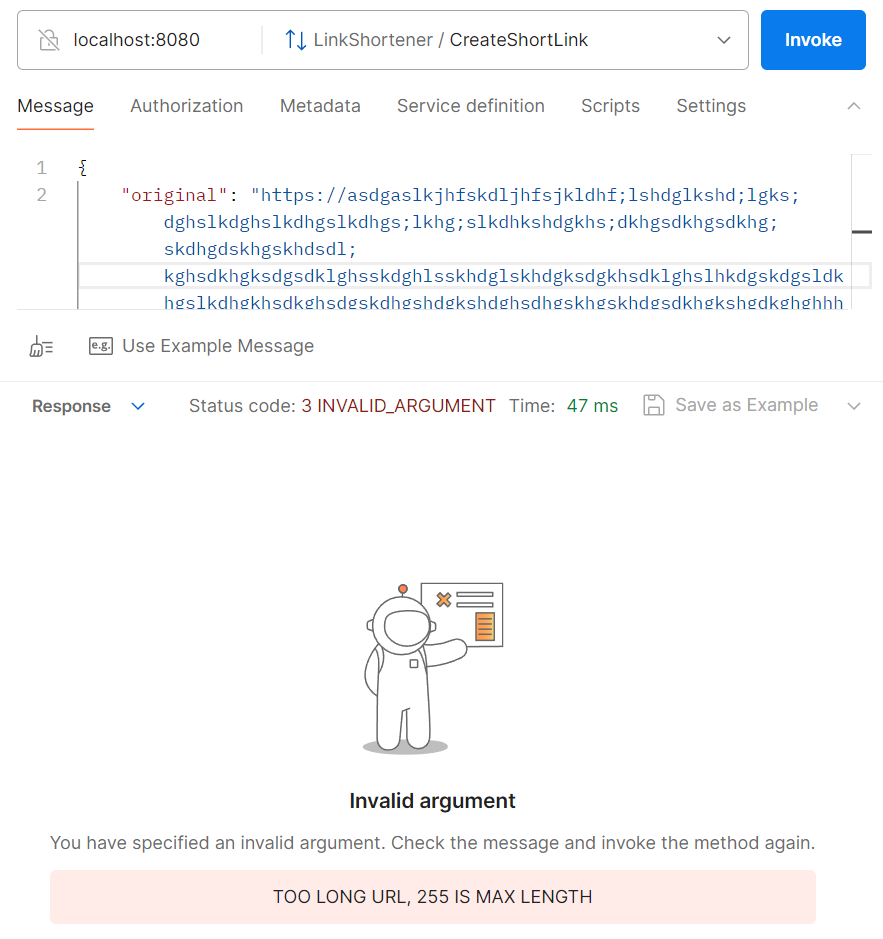 localhost:8080 LinkShortener / CreateShortLink Invoke
Message Authorization Metadata Service definition Scripts Settings
1 {
2 "original": "https://asdgaslkjhfskdljhfsjkldhf;lshdglkshd;lgks;
dghslkdghslkdhgslkdhgs;lkhg;slkdhkshdgkhs;dkhgsdkhgsdkhg;
skdhgdskhgskhdsdl;
kghsdkhgksdgsdklghsskdghlsskhdglskhdgksdgkhsdklghslhkdgskdgsldk
hgslkdhgkhsdkghsdgskdhgshdgkshdghsdhgskhgskhdgsdkhgkshgdkghghhh
e.g. Use Example Message
Response Status code: 3 INVALID_ARGUMENT Time: 47 ms Save as Example
Invalid argument
You have specified an invalid argument. Check the message and invoke the method again.
TOO LONG URL, 255 IS MAX LENGTH